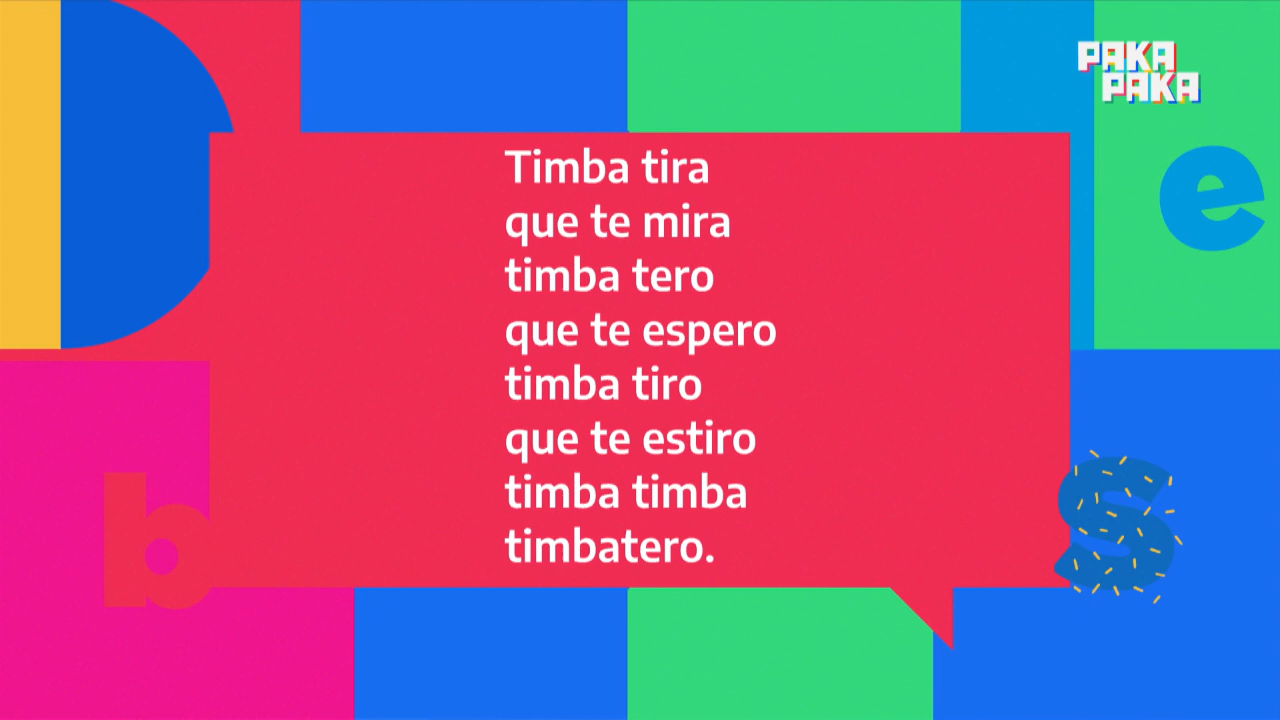 PAKA
PAKA
Timba tira
que te mira
timba tero
que te espero
timba tiro
que te estiro
timba timba
timbatero.
e
b
s